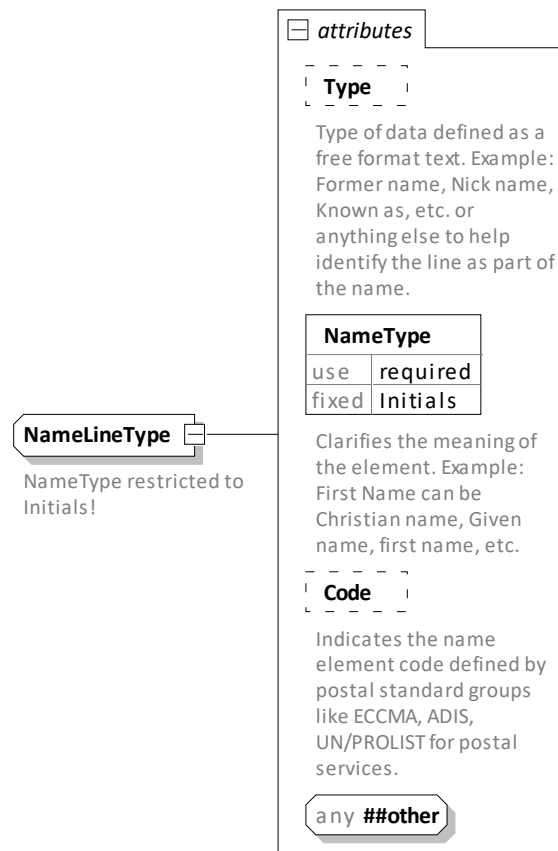 attributes
Type
Type of data defined as a
free format text. Example:
Former name, Nick name,
Known as, etc. or
anything else to help
identify the line as part of
the name.
NameType
use required
fixed Initials
NameLineType
NameType restricted to
Initials!
Clarifies the meaning of
the element. Example:
First Name can be
Christian name, Given
name, first name, etc.
Code
Indicates the name
element code defined by
postal standard groups
like ECCMA, ADIS,
UN/PROLIST for postal
services.
any ##other